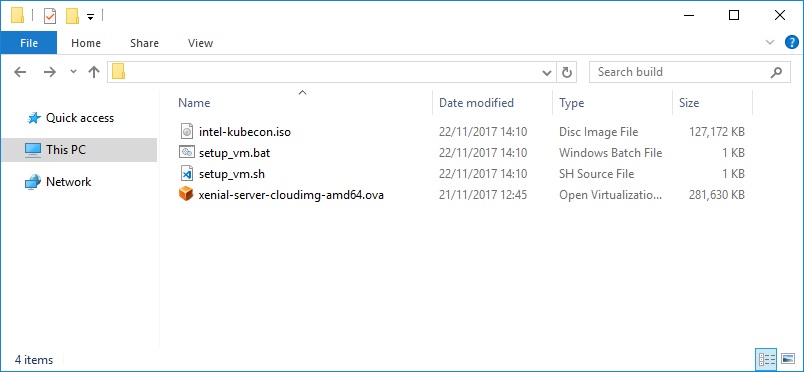 File Home Share View
Search build
Name Date modified Type Size
Quick access
This PC
Network
intel-kubecon.iso 22/11/2017 14:10 Disc Image File 127,172 KB
setup_vm.bat 22/11/2017 14:10 Windows Batch File 1 KB
setup_vm.sh 22/11/2017 14:10 SH Source File 1 KB
xenial-server-cloudimg-amd64.ova 21/11/2017 12:45 Open Virtualizatio... 281,630 KB
4 items